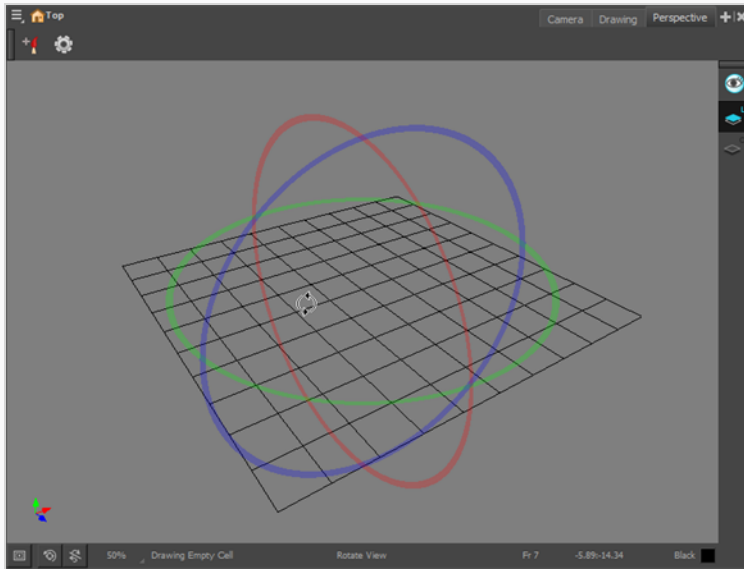 Top
Camera
Drawing
Perspective
50%
Drawing Empty Cell
Rotate View
Fr 7
-5.89:-14.34
Black